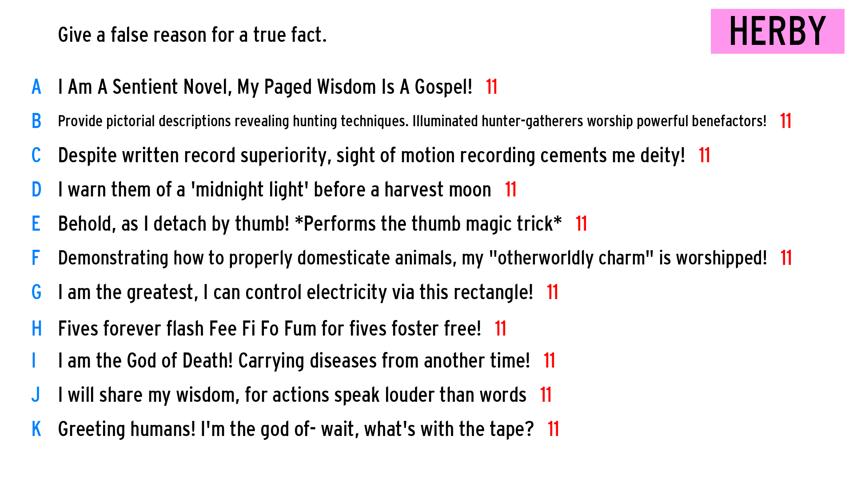 Give a false reason for a true fact.
HERBY
A I Am A Sentient Novel, My Paged Wisdom Is A Gospel! 11
B Provide pictorial descriptions revealing hunting techniques. Illuminated hunter-gatherers worship powerful benefactors! 11
C Despite written record superiority, sight of motion recording cements me deity! 11
D I warn them of a 'midnight light' before a harvest moon 11
E Behold, as I detach by thumb! *Performs the thumb magic trick* 11
F Demonstrating how to properly domesticate animals, my "otherworldly charm" is worshipped! 11
G I am the greatest, I can control electricity via this rectangle! 11
H Fives forever flash Fee Fi Fo Fum for fives foster free! 11
I I am the God of Death! Carrying diseases from another time! 11
J I will share my wisdom, for actions speak louder than words 11
K Greeting humans! I'm the god of- wait, what's with the tape? 11